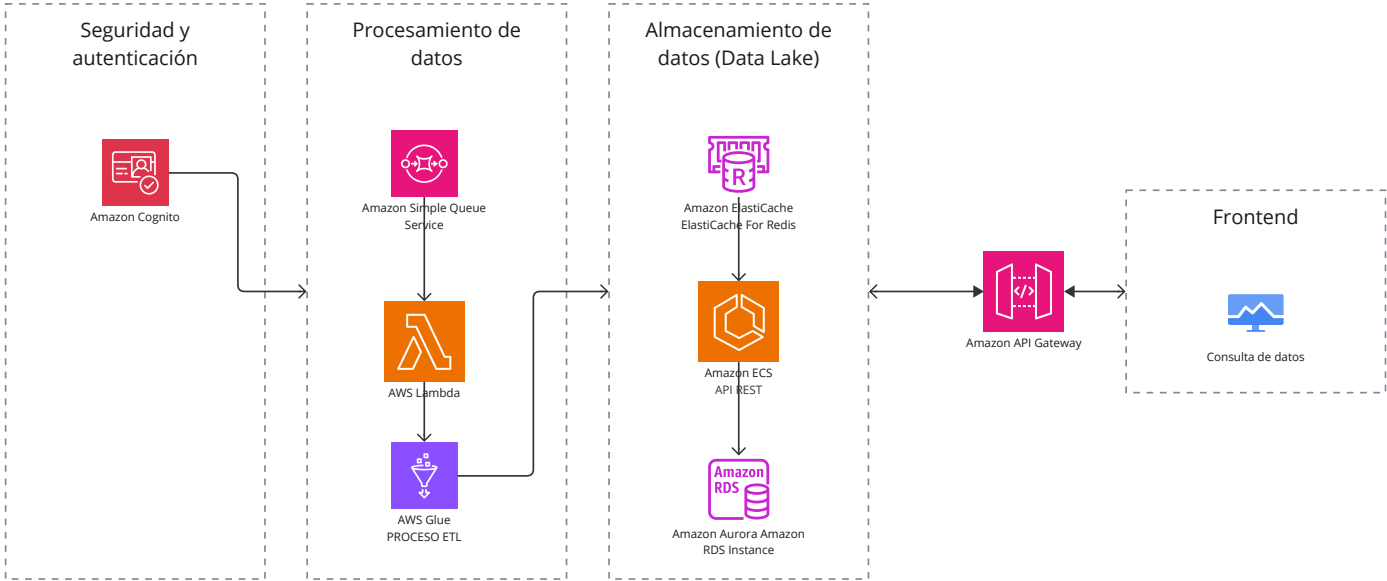 Seguridad y
autenticación
Amazon Cognito
Procesamiento de
datos
Amazon Simple Queue
Service
AWS Lambda
AWS Glue
PROCESO ETL
Almacenamiento de
datos (Data Lake)
R
Amazon ElastiCache
ElastiCache For Redis
Amazon ECS
API REST
Amazon
RDS
Amazon Aurora Amazon
RDS Instance
</>
Amazon API Gateway
Frontend
Consulta de datos